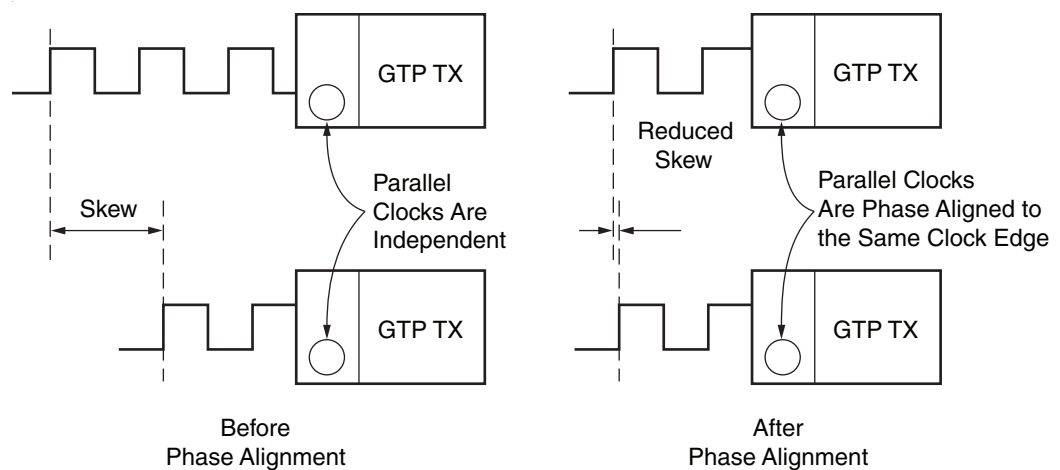 GTP TX
Skew
Parallel
Clocks Are
Independent
GTP TX
Before
Phase Alignment
GTP TX
Reduced
Skew
Parallel Clocks
Are Phase Aligned to
the Same Clock Edge
GTP TX
After
Phase Alignment